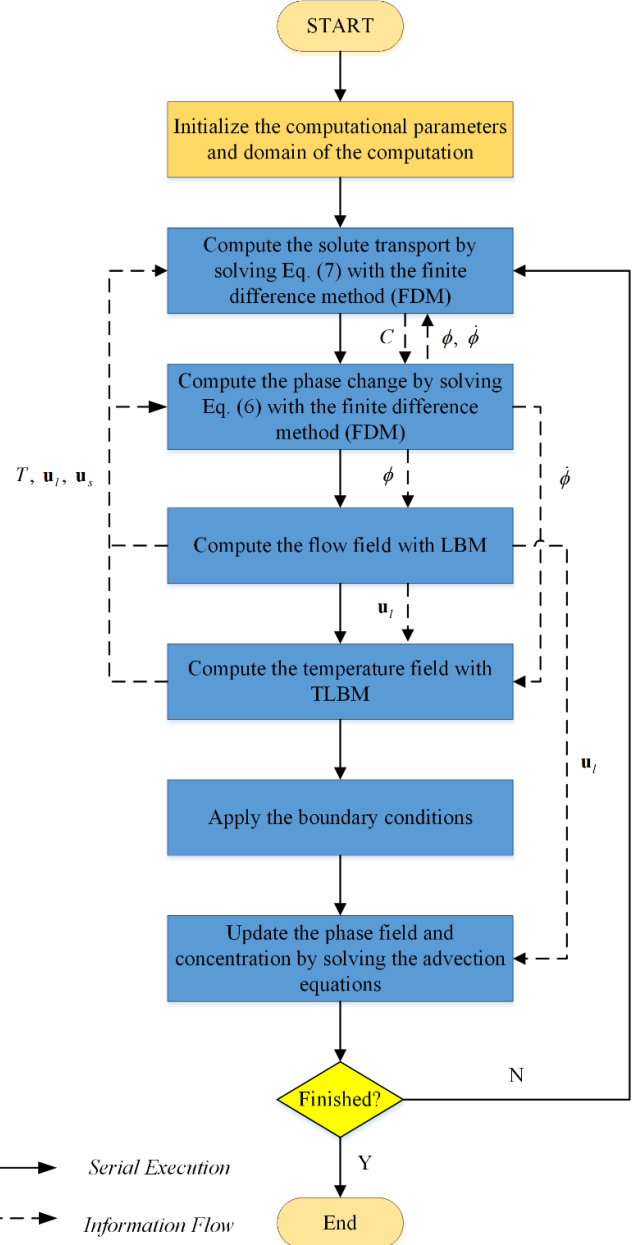 START
Initialize the computational parameters
and domain of the computation
Compute the solute transport by
solving Eq. (7) with the finite
difference method (FDM)
C
ϕ, ϕ̇
Compute the phase change by solving
Eq. (6) with the finite difference
method (FDM)
T, u_l, u_s
ϕ
ϕ̇
Compute the flow field with LBM
u_l
Compute the temperature field with
TLBM
u_l
Apply the boundary conditions
Update the phase field and
concentration by solving the advection
equations
Finished?
N
Y
Serial Execution
Information Flow
End